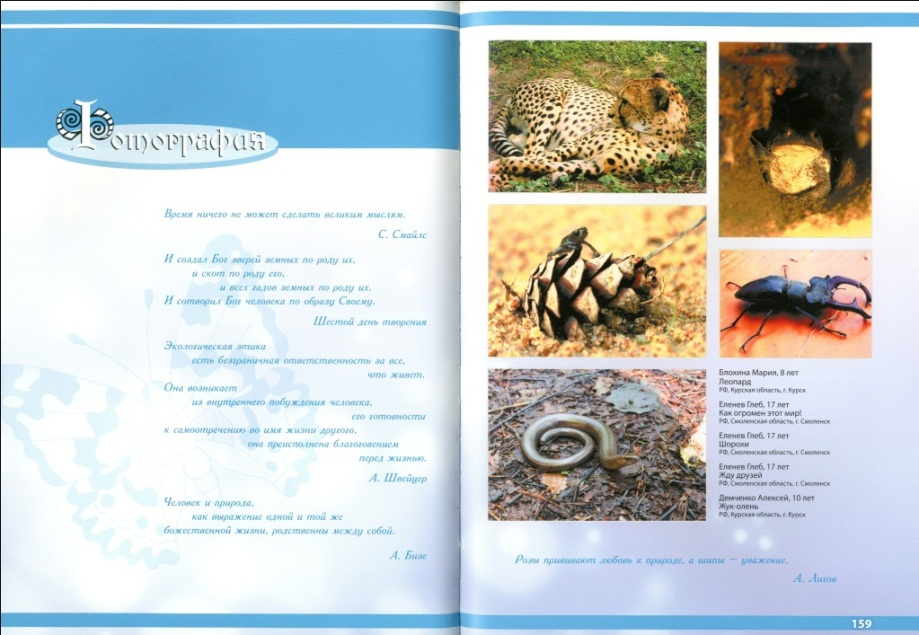 Фотография
Время ничего не может сделать великим мыслям.
С. Смайлс
И создал Бог зверей земных по роду их,
и скот по роду его,
и всех гадов земных по роду их.
И сотворил Бог человека по образу Своему.
Шестой день творения
Экологическая этика
есть безграничная ответственность за все,
что живет.
Она возникает
из внутреннего побуждения человека,
его готовности
к самоотречению во имя жизни другого,
она преисполнена благоговением
перед жизнью.
А. Швейцер
Человек и природа,
как выражение одной и той же
божественной жизни, родственны между собой.
А. Бизе
Блохина Мария, 8 лет
Леопард
РФ, Курская область, г. Курск
Еленев Глеб, 17 лет
Как огромен этот мир!
РФ, Смоленская область, г. Смоленск
Еленев Глеб, 17 лет
Шорохи
РФ, Смоленская область, г. Смоленск
Еленев Глеб, 17 лет
Жду друзей
РФ, Смоленская область, г. Смоленск
Демченко Алексей, 10 лет
Жук-олень
РФ, Курская область, г. Курск
Розы прививают любовь к природе, а шипы — уважение.
А. Лигов
159